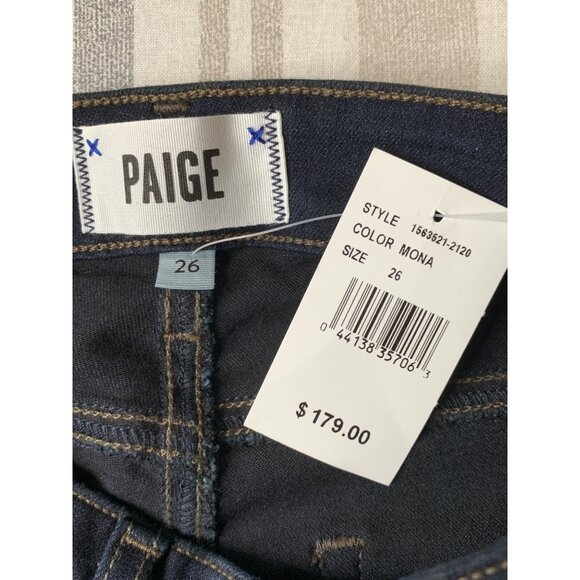 PAIGE
26
STYLE 1563521-2120
COLOR MONA
SIZE 26
0 44138 35706 3
$179.00